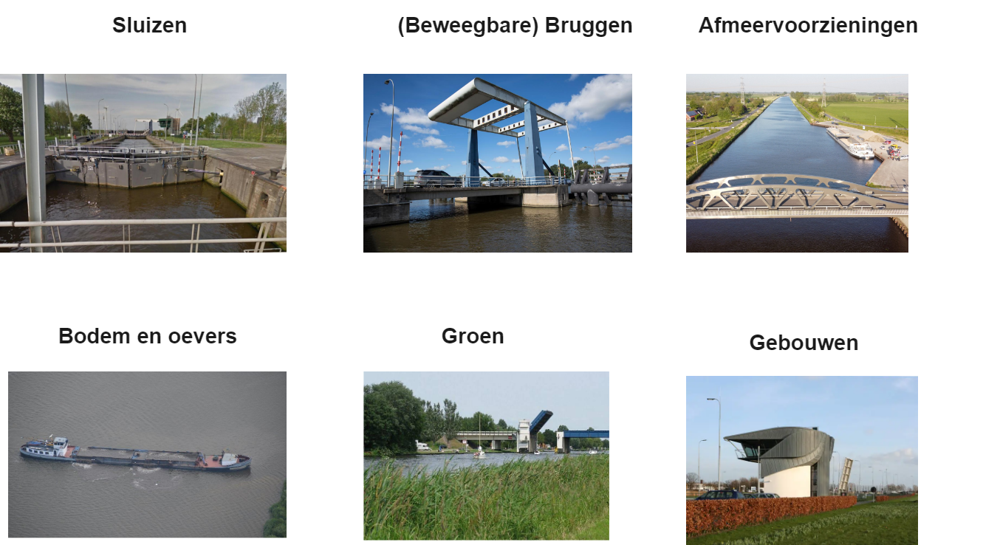 Sluizen
(Beweegbare) Bruggen
Afmeervoorzieningen
Bodem en oevers
Groen
Gebouwen